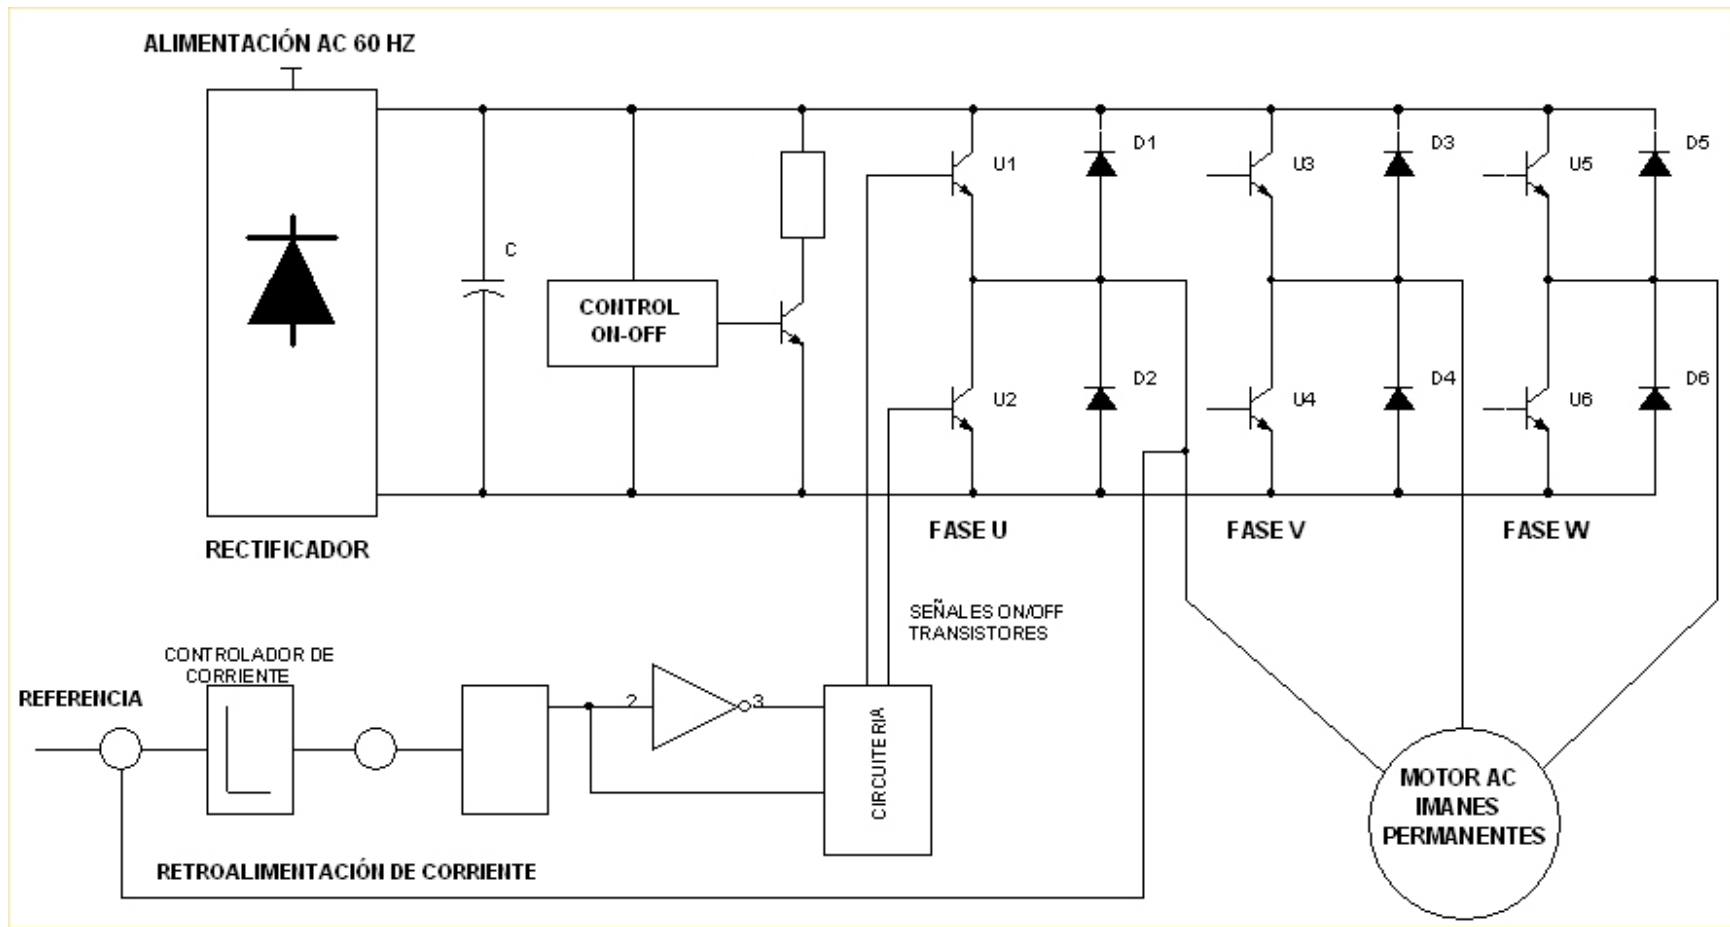 ALIMENTACIÓN AC 60 HZ
D1
D3
D5
U1
U3
U5
C
CONTROL
ON-OFF
D2
D4
D6
U2
U4
U6
RECTIFICADOR
FASE U
FASE V
FASE W
SEÑALES ON/OFF
TRANSISTORES
CONTROLADOR DE
CORRIENTE
REFERENCIA
2
3
CIRCUITERIA
MOTOR AC
IMANES
PERMANENTES
RETROALIMENTACIÓN DE CORRIENTE